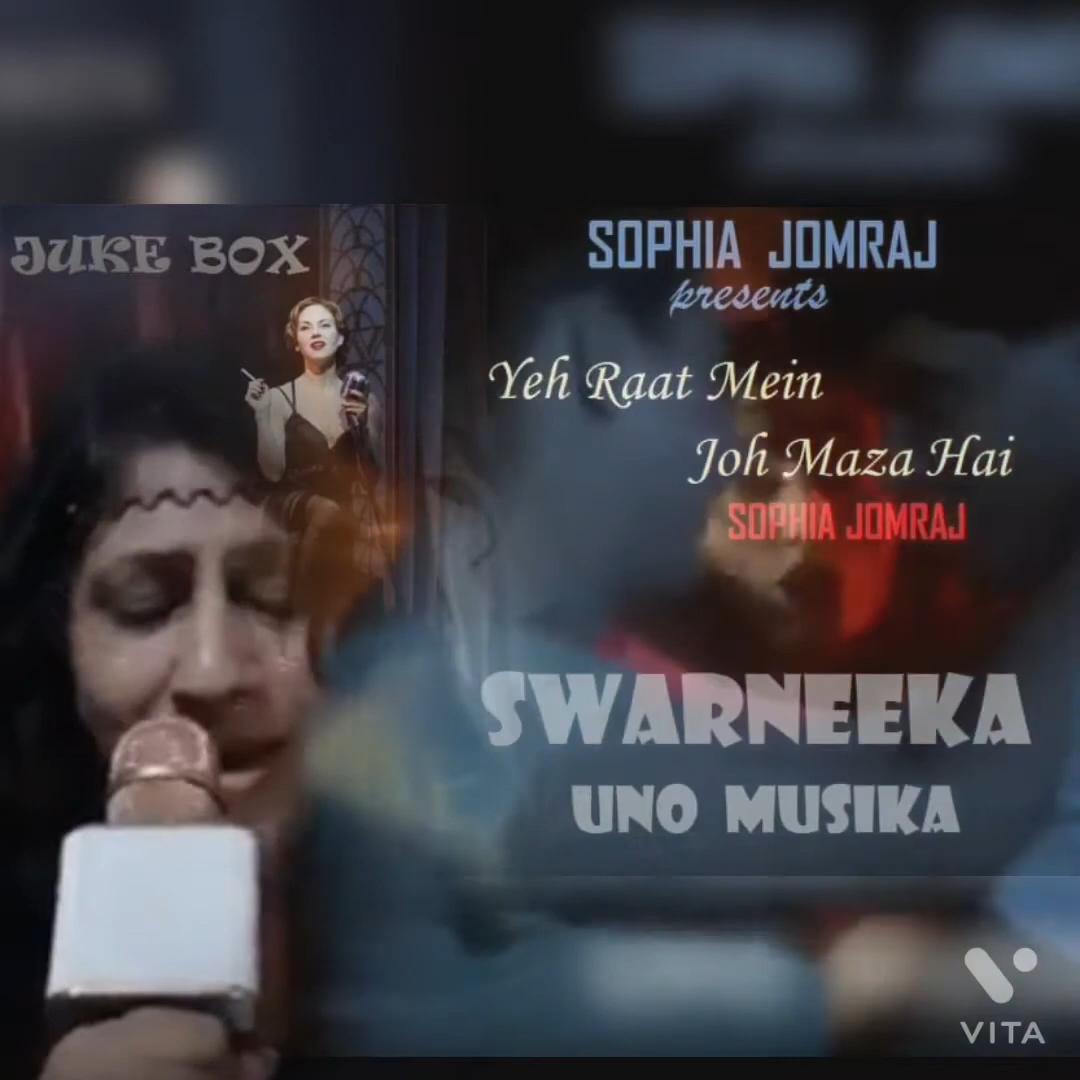 JUKE BOX
SOPHIA JOMRAJ
presents
Yeh Raat Mein
Joh Maza Hai
SOPHIA JOMRAJ
SWARNEEKA
UNO MUSIKA
VITA